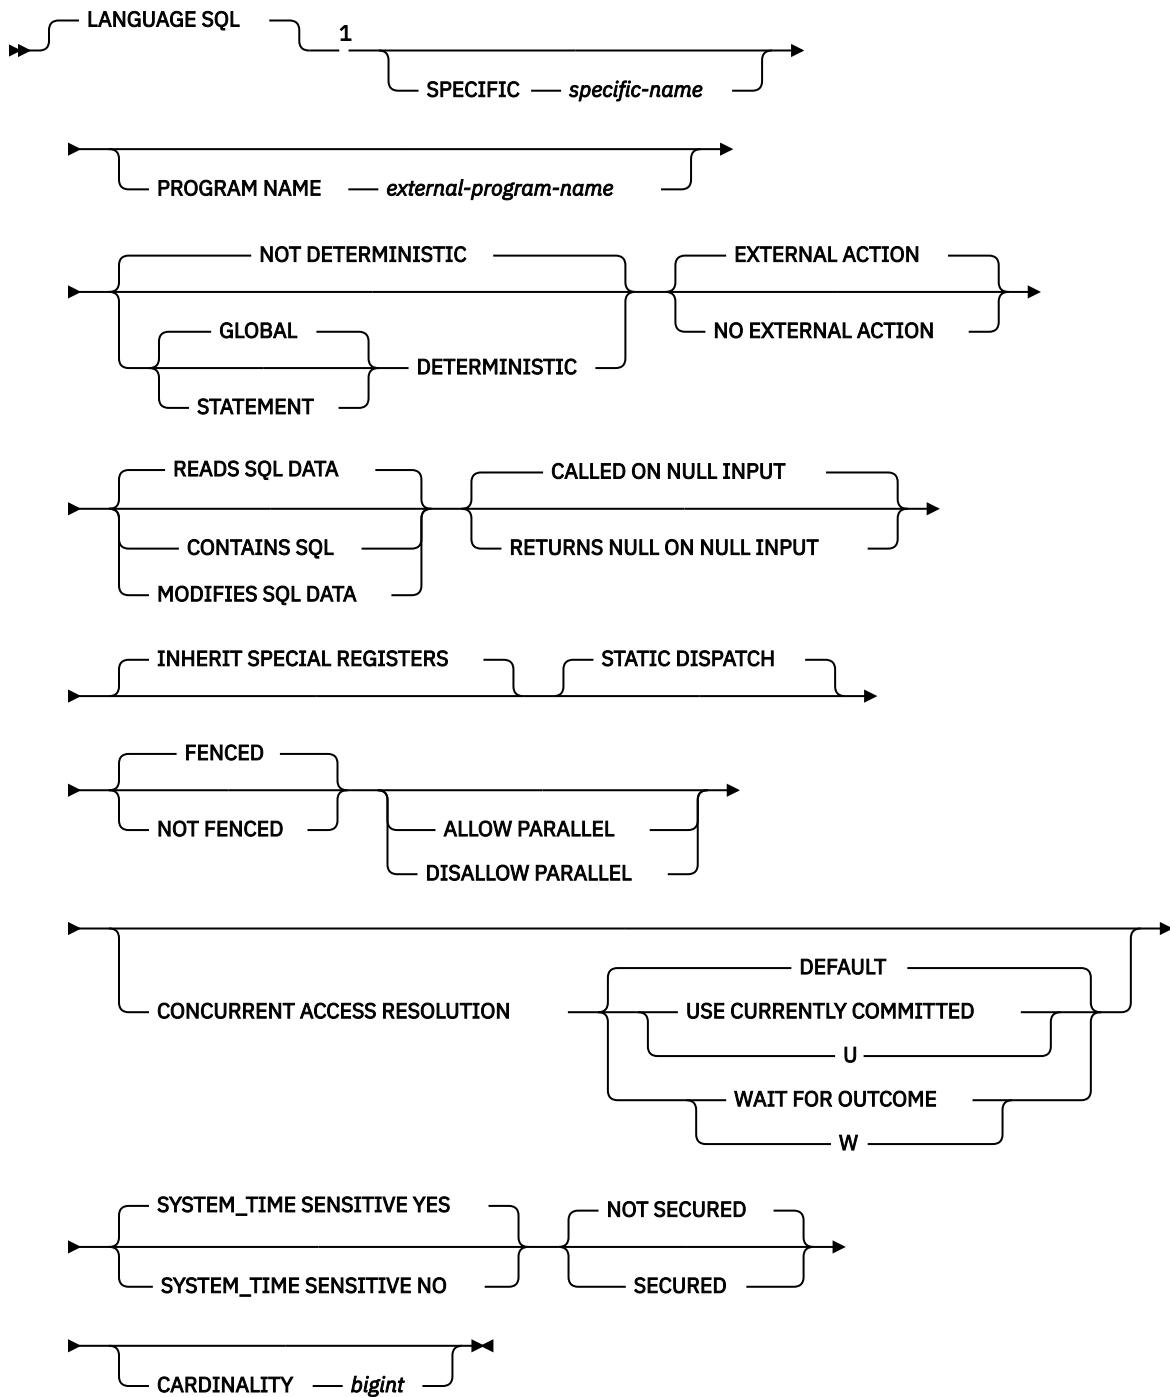 LANGUAGE SQL
1
SPECIFIC specific-name
PROGRAM NAME external-program-name
NOT DETERMINISTIC EXTERNAL ACTION
GLOBAL NO EXTERNAL ACTION
DETERMINISTIC
STATEMENT
READS SQL DATA CALLED ON NULL INPUT
CONTAINS SQL RETURNS NULL ON NULL INPUT
MODIFIES SQL DATA
INHERIT SPECIAL REGISTERS STATIC DISPATCH
FENCED
NOT FENCED ALLOW PARALLEL
DISALLOW PARALLEL
DEFAULT
CONCURRENT ACCESS RESOLUTION USE CURRENTLY COMMITTED
U
WAIT FOR OUTCOME
W
SYSTEM_TIME SENSITIVE YES NOT SECURED
SYSTEM_TIME SENSITIVE NO SECURED
CARDINALITY bigint